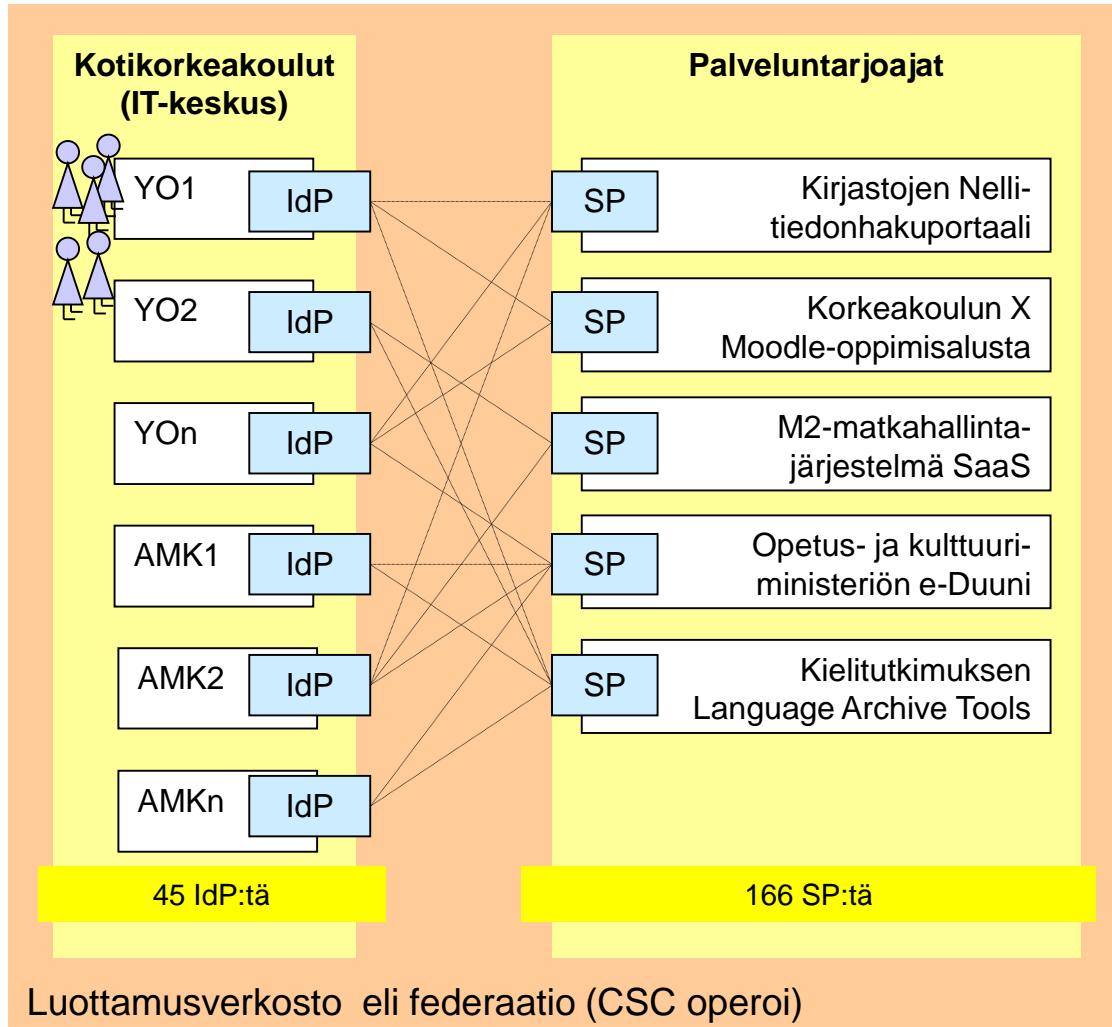 Kotikorkeakoulut
(IT-keskus)
YO1
IdP
YO2
IdP
YOn
IdP
AMK1
IdP
AMK2
IdP
AMKn
IdP
45 IdP:tä
Palveluntarjoajat
SP
Kirjastojen Nelli-
tiedonhakuportaali
SP
Korkeakoulun X
Moodle-oppimisalusta
SP
M2-matkahallinta-
järjestelmä SaaS
SP
Opetus- ja kulttuuri-
ministeriön e-Duuni
SP
Kielitutkimuksen
Language Archive Tools
166 SP:tä
Luottamusverkosto eli federaatio (CSC operoi)